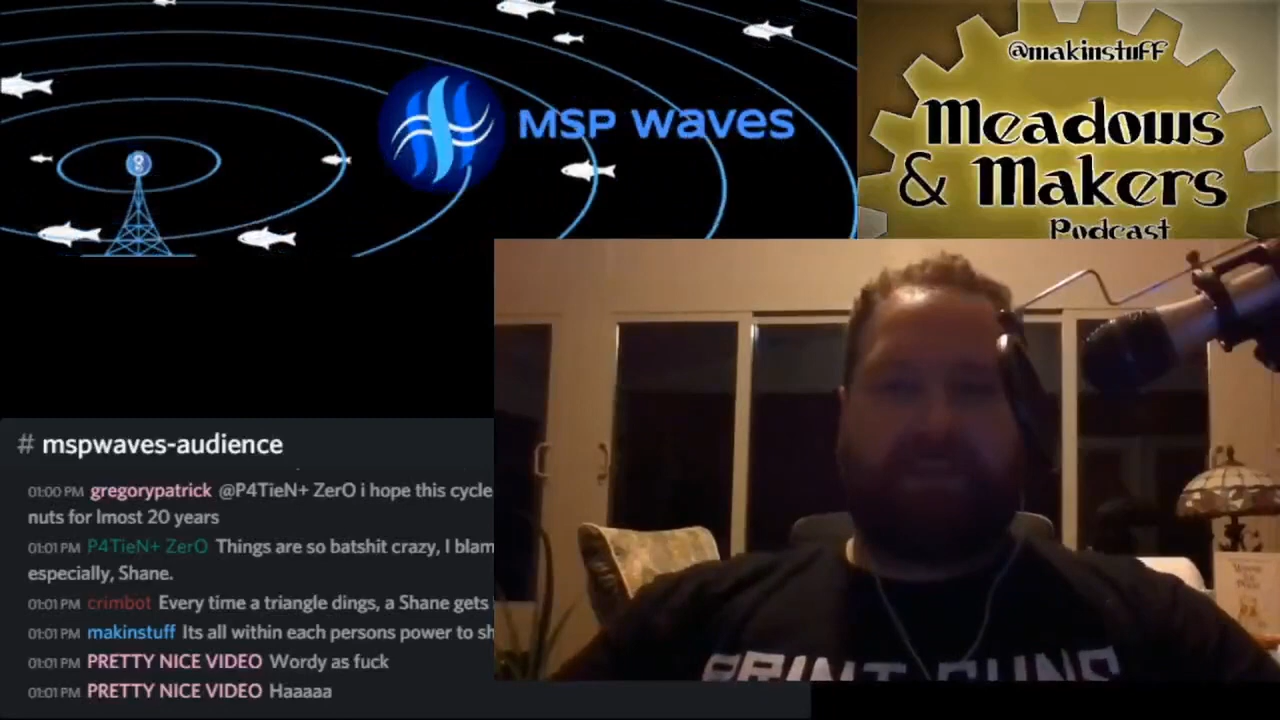 MSP WAVES
@makinstuff
Meadows
& Makers
Podcast
# mspwaves-audience
01:00 PM gregorypatrick @P4TieN+ ZerO i hope this cycle
nuts for lmost 20 years
01:01 PM P4TieN+ ZerO Things are so batshit crazy, I blam
especially, Shane.
01:01 PM crimbot Every time a triangle dings, a Shane gets
01:01 PM makinstuff Its all within each persons power to sh
01:01 PM PRETTY NICE VIDEO Wordy as fuck
01:01 PM PRETTY NICE VIDEO Haaaaa
PRINT GUNS